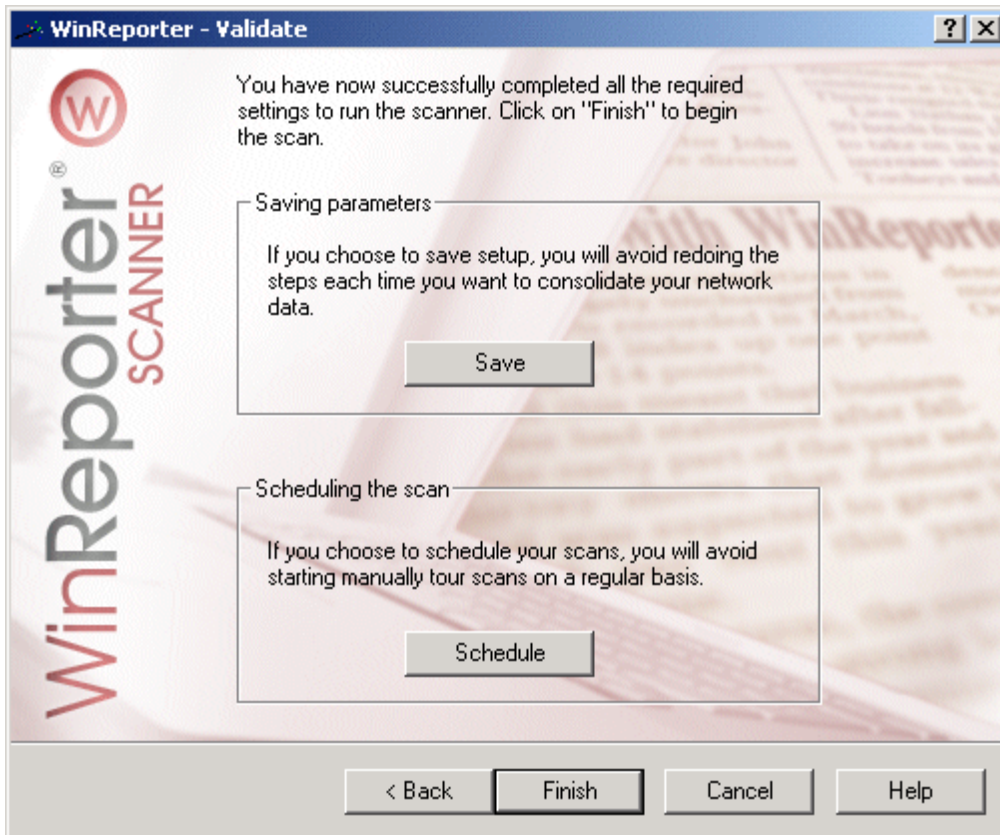 WinReporter - Validate
You have now successfully completed all the required
settings to run the scanner. Click on "Finish" to begin
the scan.
W
WinReporter®
SCANNER
with WinReporte
Saving parameters
If you choose to save setup, you will avoid redoing the
steps each time you want to consolidate your network
data.
Save
Scheduling the scan
If you choose to schedule your scans, you will avoid
starting manually tour scans on a regular basis.
Schedule
< Back
Finish
Cancel
Help